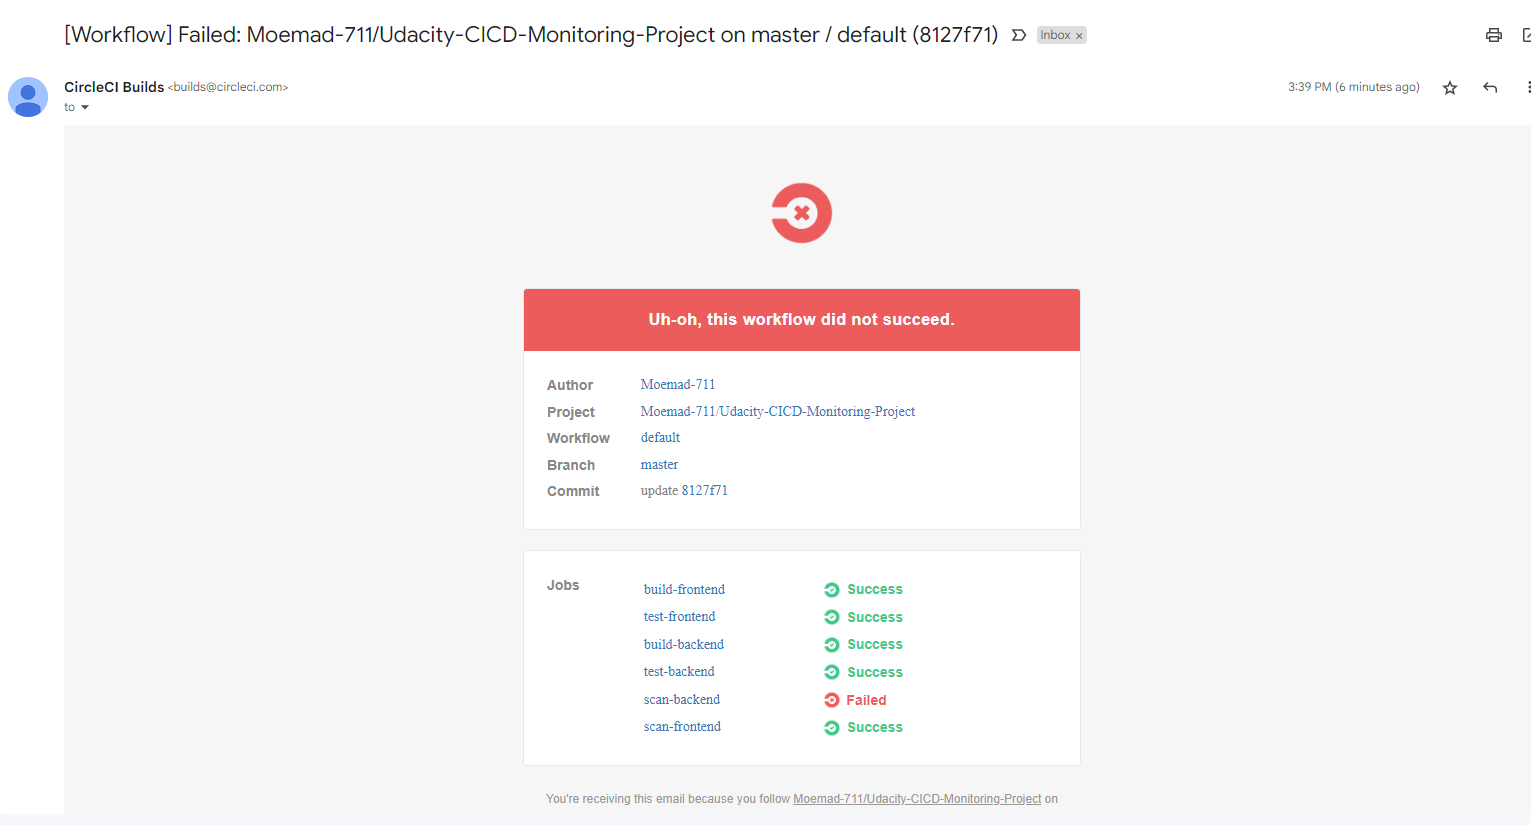 [Workflow] Failed: Moemad-711/Udacity-CICD-Monitoring-Project on master / default (8127f71) Inbox ×
CircleCI Builds <builds@circleci.com> 3:39 PM (6 minutes ago)
to
Uh-oh, this workflow did not succeed.
Author Moemad-711
Project Moemad-711/Udacity-CICD-Monitoring-Project
Workflow default
Branch master
Commit update 8127f71
Jobs
build-frontend Success
test-frontend Success
build-backend Success
test-backend Success
scan-backend Failed
scan-frontend Success
You're receiving this email because you follow Moemad-711/Udacity-CICD-Monitoring-Project on